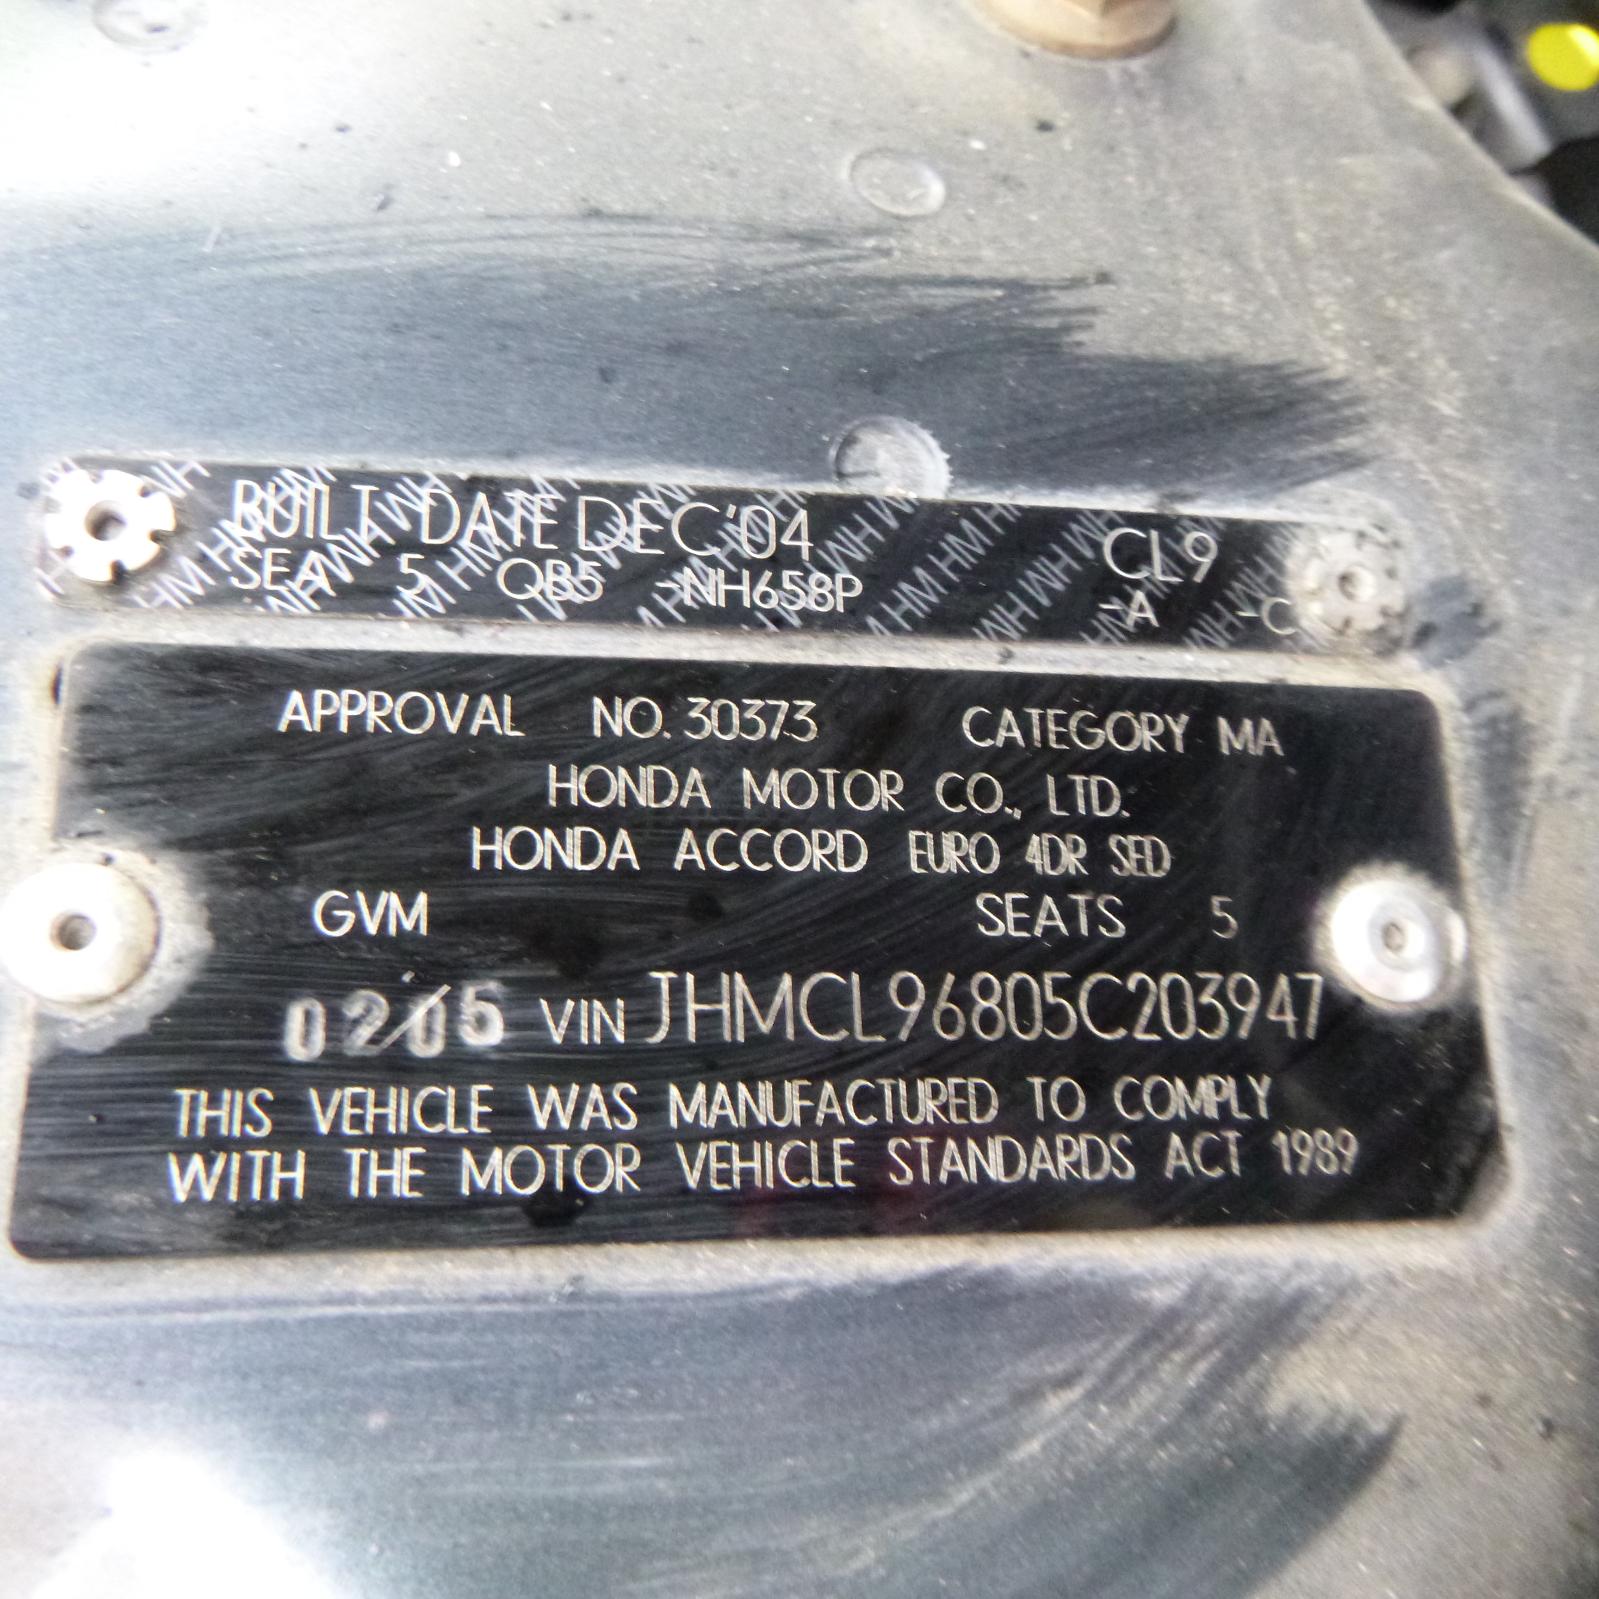 BUILT DATE DEC'04 CL9
SEA 5 QB5 -NH658P -A -C
APPROVAL NO. 30373 CATEGORY MA
HONDA MOTOR CO., LTD.
HONDA ACCORD EURO 4DR SED
GVM SEATS 5
02/05 VIN JHMCL96805C203947
THIS VEHICLE WAS MANUFACTURED TO COMPLY
WITH THE MOTOR VEHICLE STANDARDS ACT 1989